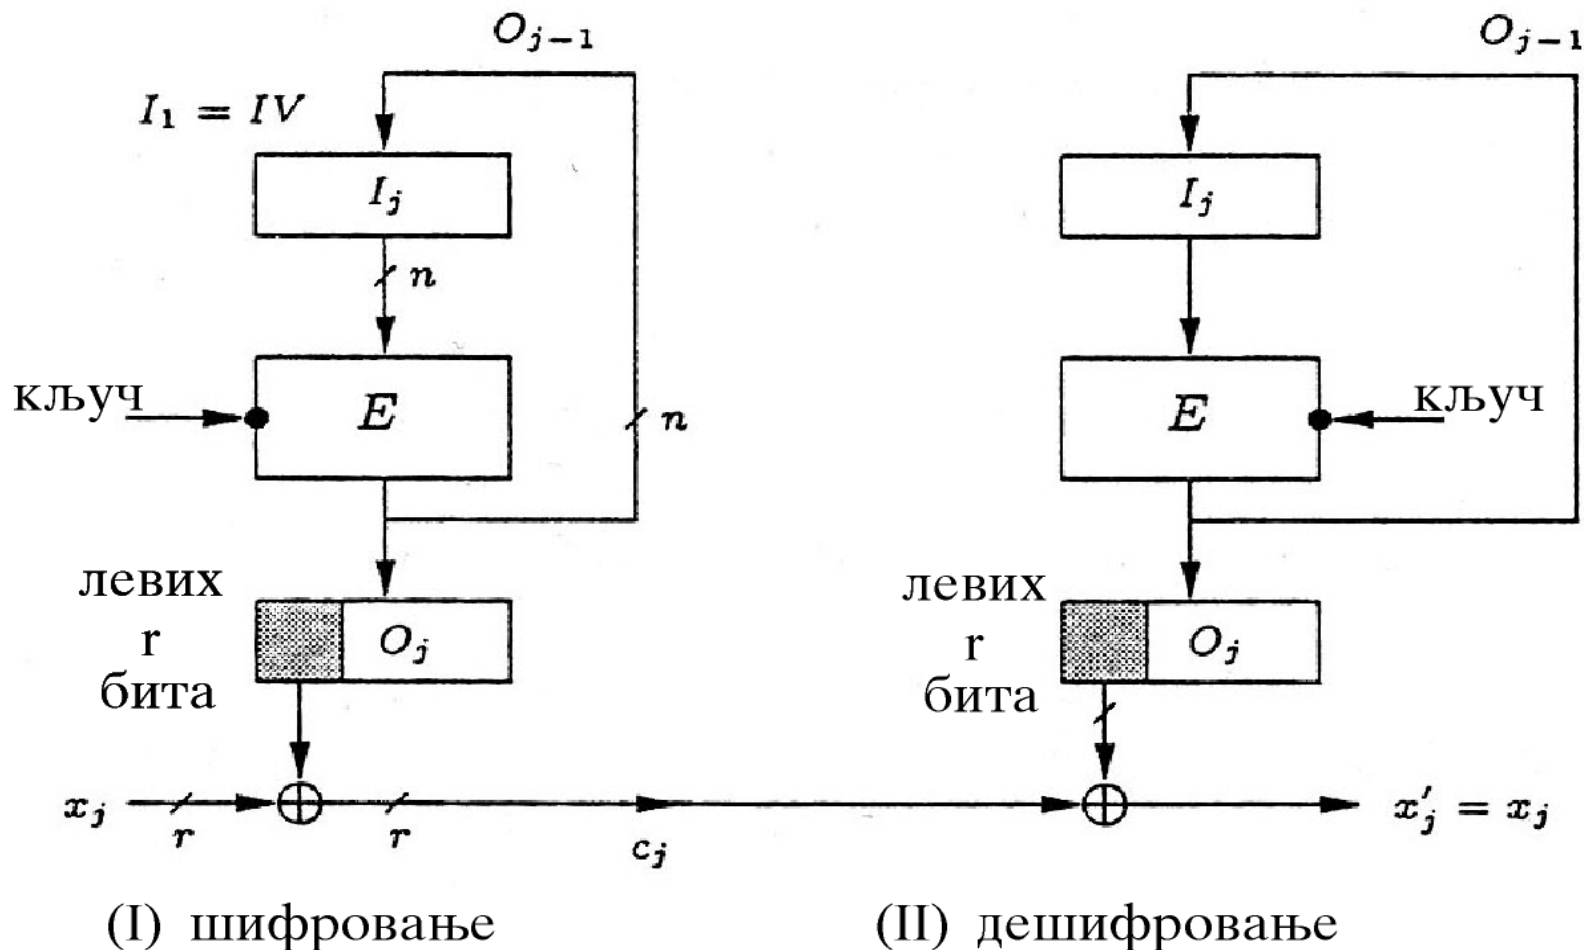 O_{j-1}
I_1 = IV
I_j
n
кључ
E
n
левих
r
бита
O_j
x_j
r
r
c_j
(I) шифровање
O_{j-1}
I_j
E
кључ
левих
r
бита
O_j
x'_j = x_j
(II) дешифровање